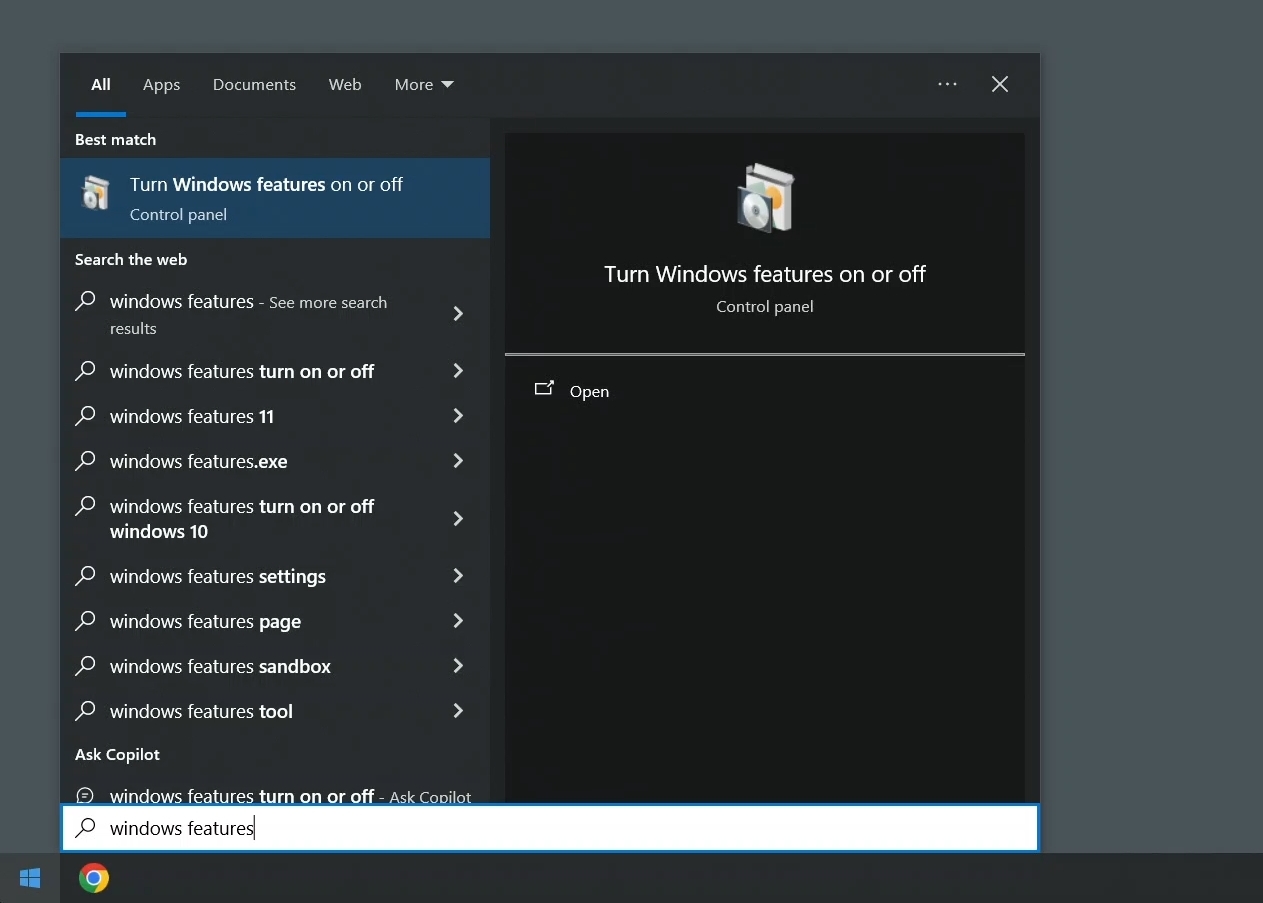 All Apps Documents Web More
Best match
Turn Windows features on or off
Control panel
Search the web
windows features - See more search
results
windows features turn on or off
windows features 11
windows features.exe
windows features turn on or off
windows 10
windows features settings
windows features page
windows features sandbox
windows features tool
Ask Copilot
windows features turn on or off - Ask Copilot
Turn Windows features on or off
Control panel
Open
windows features